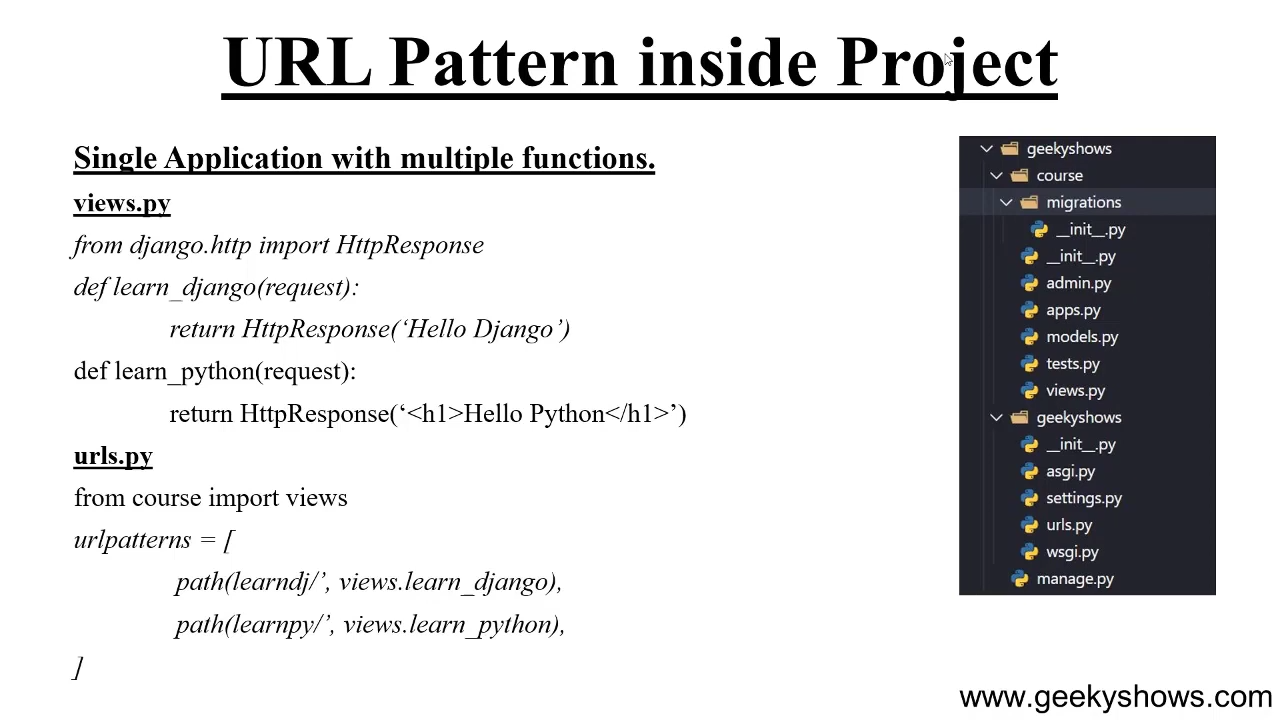 URL Pattern inside Project
Single Application with multiple functions.
views.py
from django.http import HttpResponse
def learn_django(request):
return HttpResponse(‘Hello Django’)
def learn_python(request):
return HttpResponse(‘<h1>Hello Python</h1>’)
urls.py
from course import views
urlpatterns = [
path(learndj/’, views.learn_django),
path(learnpy/’, views.learn_python),
]
geekyshows
course
migrations
__init__.py
__init__.py
admin.py
apps.py
models.py
tests.py
views.py
geekyshows
__init__.py
asgi.py
settings.py
urls.py
wsgi.py
manage.py
www.geekyshows.com